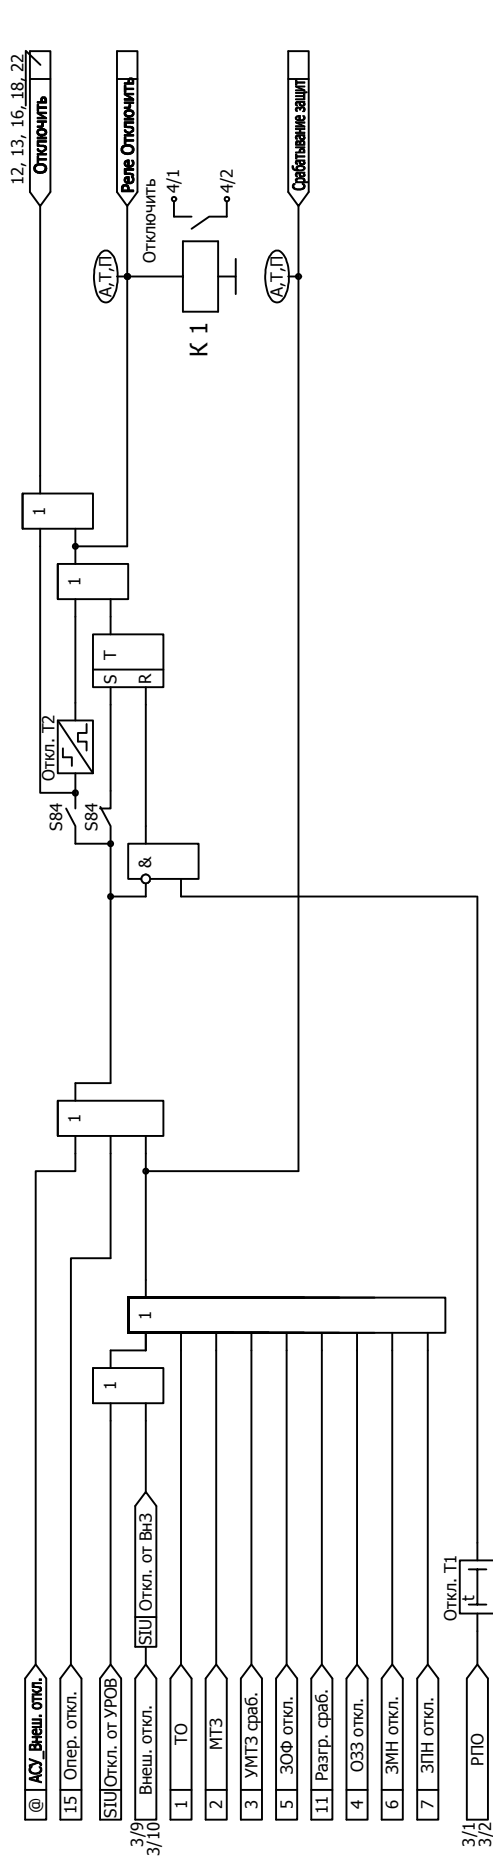 @ АСУ_Внеш. откл.
15 Опер. откл.
SIU Откл. от УРОВ
3/9
3/10
Внеш. откл.
SIU Откл. от ВнЗ
1 ТО
2 МТЗ
3 УМТЗ сраб.
5 ЗОФ откл.
11 Разгр. сраб.
4 ОЗЗ откл.
6 ЗМН откл.
7 ЗПН откл.
3/1
3/2
РПО
Откл. Т1
t
1
1
1
&
S84
S84
Откл. Т2
S T
R
1
1
А,Т,П
К 1
Отключить
4/1
4/2
А,Т,П
12, 13, 16, 18, 22
Отключить
Реле Отключить
Срабатывание защит